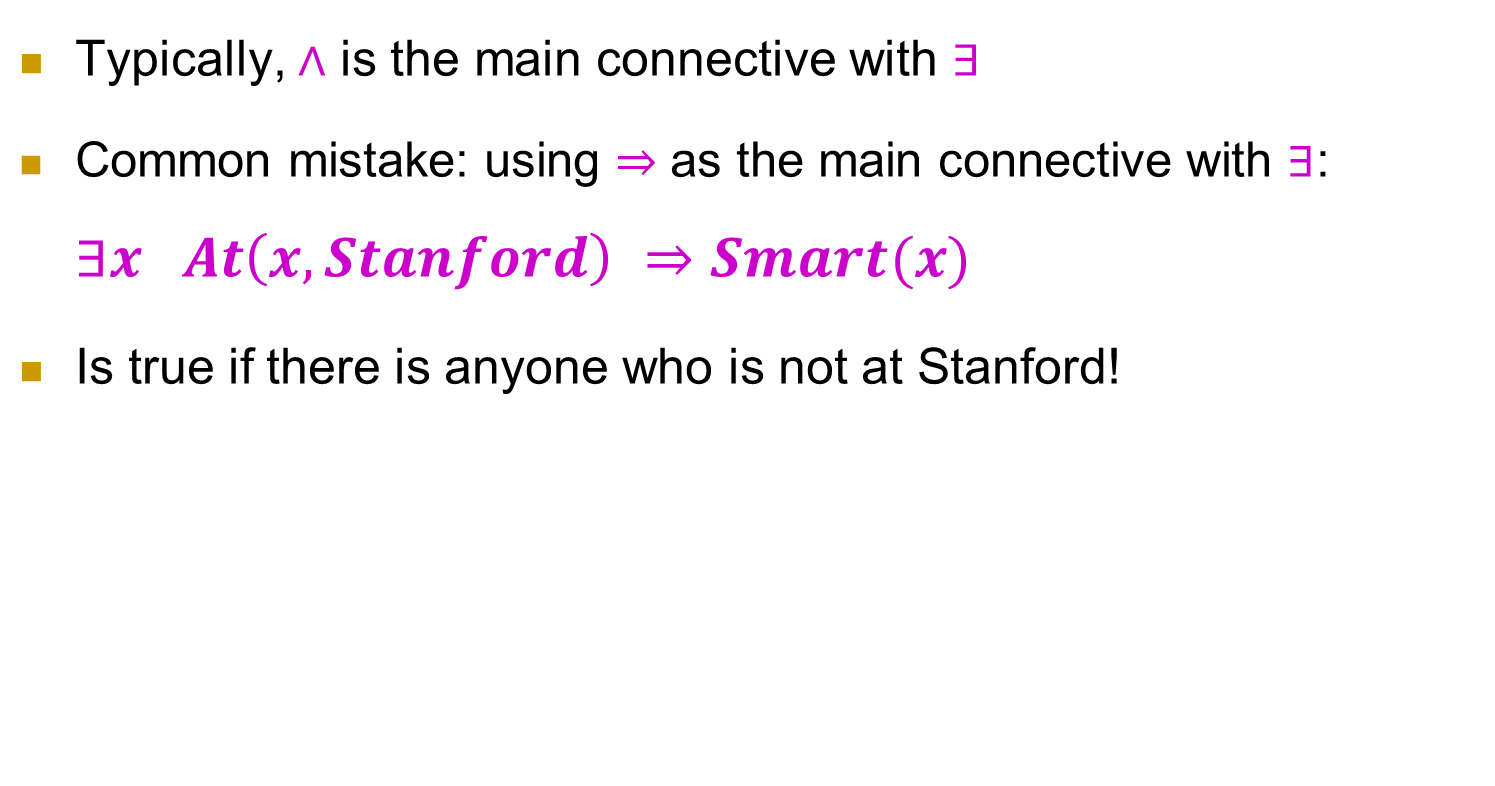 Typically, ∧ is the main connective with ∃
Common mistake: using ⇒ as the main connective with ∃:
∃x At(x, Stanford) ⇒ Smart(x)
Is true if there is anyone who is not at Stanford!